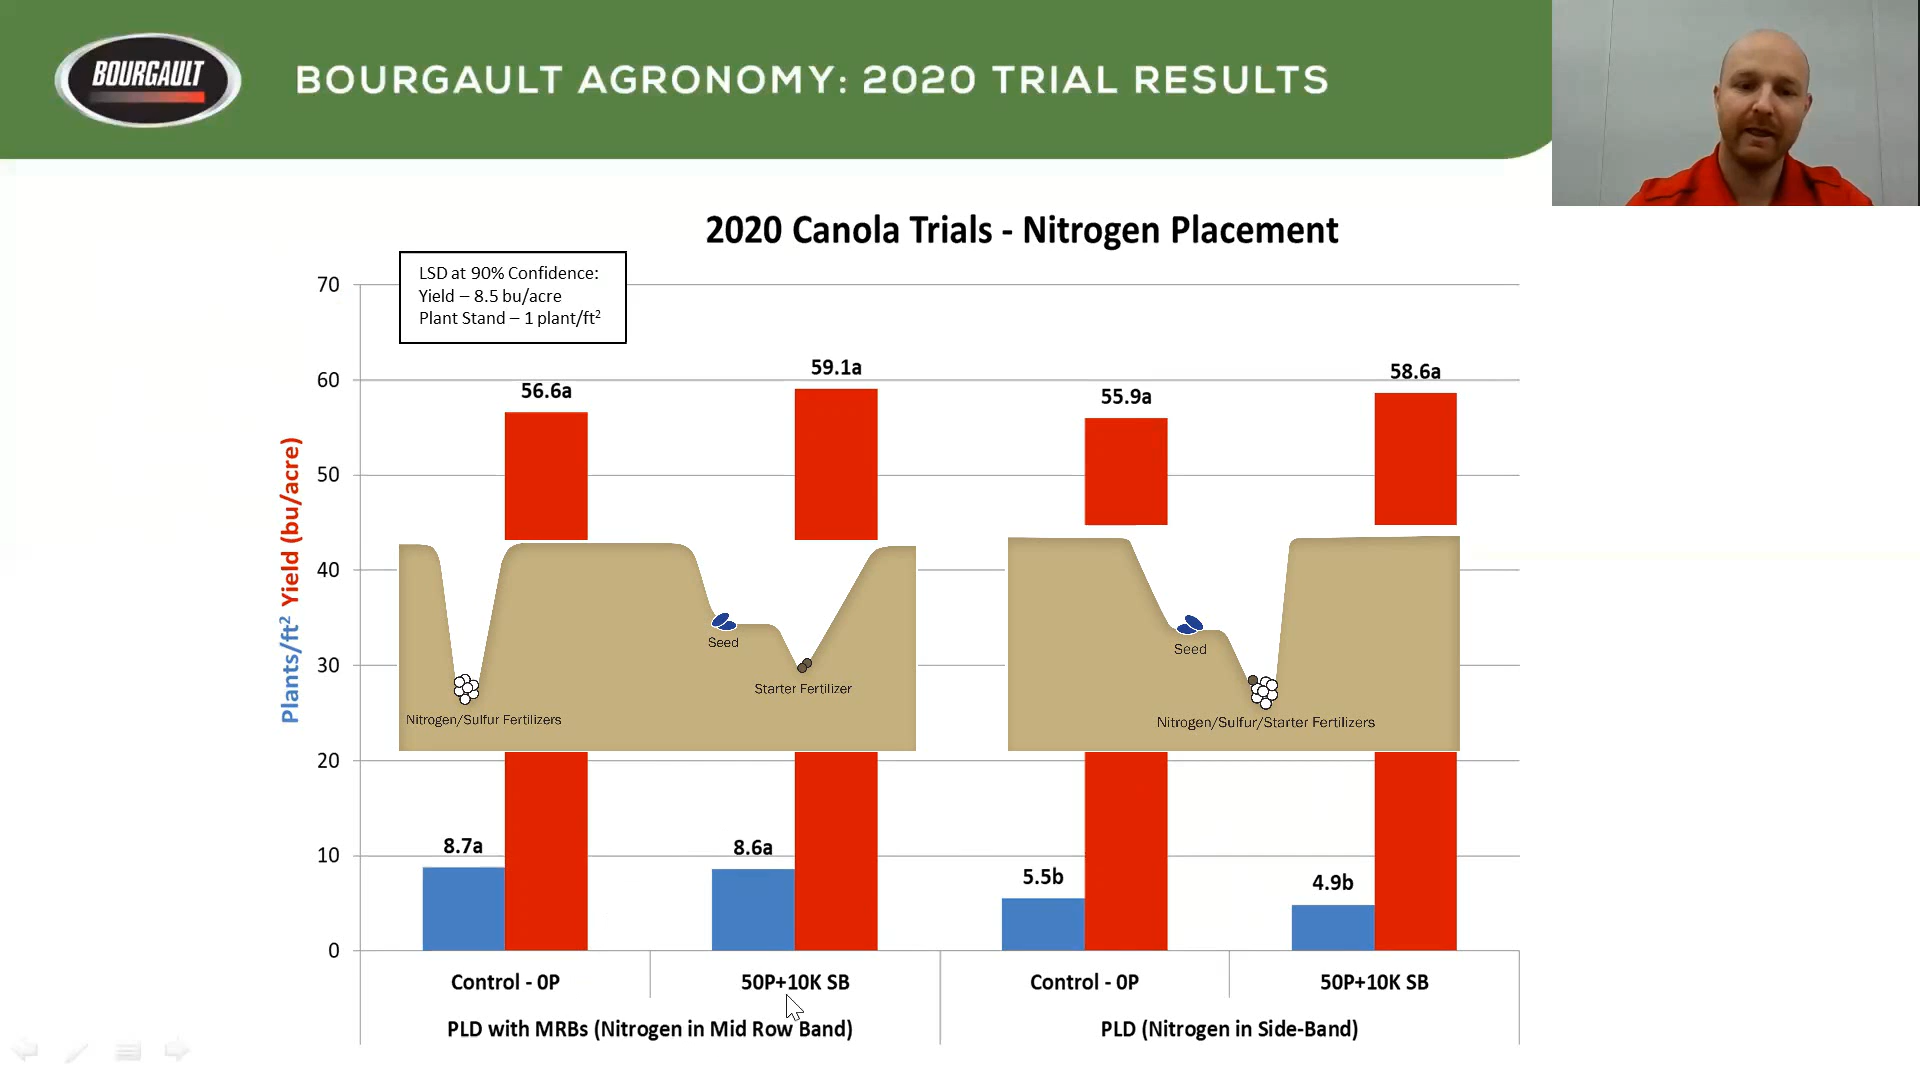 BOURGAULT
BOURGAULT AGRONOMY: 2020 TRIAL RESULTS
2020 Canola Trials - Nitrogen Placement
LSD at 90% Confidence:
Yield – 8.5 bu/acre
Plant Stand – 1 plant/ft²
Plants/ft² Yield (bu/acre)
70
60
50
40
30
20
10
0
56.6a
59.1a
55.9a
58.6a
Seed
Starter Fertilizer
Nitrogen/Sulfur Fertilizers
Seed
Nitrogen/Sulfur/Starter Fertilizers
8.7a
8.6a
5.5b
4.9b
Control - 0P
50P+10K SB
Control - 0P
50P+10K SB
PLD with MRBs (Nitrogen in Mid Row Band)
PLD (Nitrogen in Side-Band)